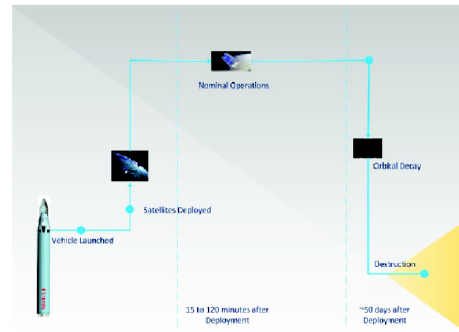 Nominal Operations
Orbital Decay
Satellites Deployed
Vehicle Launched
Destruction
15 to 120 minutes after
Deployment
~50 days after
Deployment